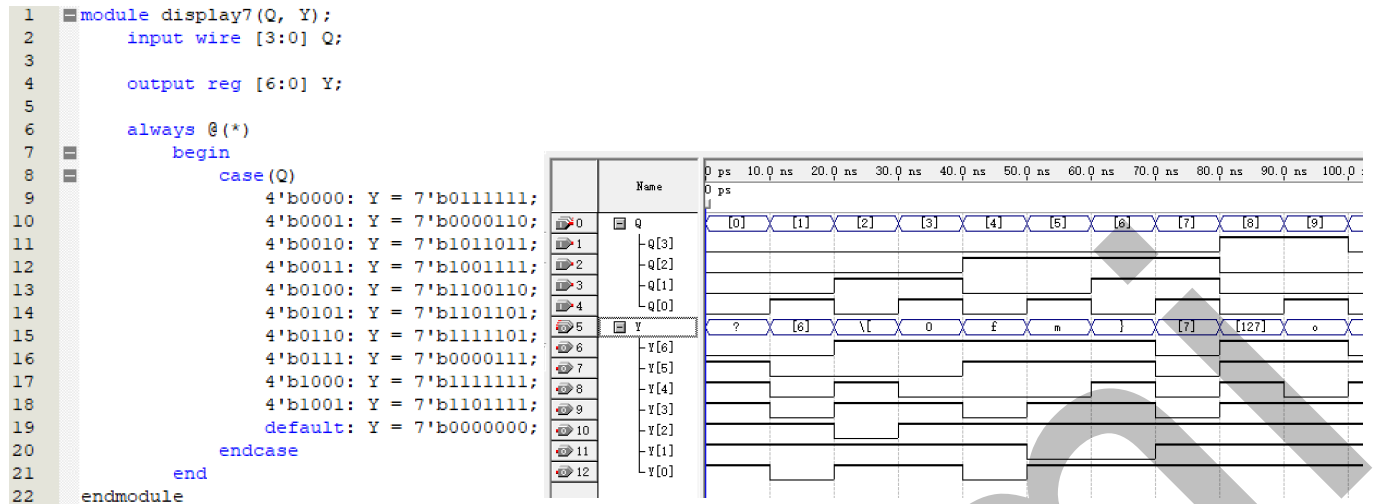 1 module display7(Q, Y);
2 input wire [3:0] Q;
3
4 output reg [6:0] Y;
5
6 always @(*)
7 begin
8 case(Q)
9 4'b0000: Y = 7'b0111111;
10 4'b0001: Y = 7'b0000110;
11 4'b0010: Y = 7'b1011011;
12 4'b0011: Y = 7'b1001111;
13 4'b0100: Y = 7'b1100110;
14 4'b0101: Y = 7'b1101101;
15 4'b0110: Y = 7'b1111101;
16 4'b0111: Y = 7'b0000111;
17 4'b1000: Y = 7'b1111111;
18 4'b1001: Y = 7'b1101111;
19 default: Y = 7'b0000000;
20 endcase
21 end
22 endmodule
Name
0 ps 10.0 ns 20.0 ns 30.0 ns 40.0 ns 50.0 ns 60.0 ns 70.0 ns 80.0 ns 90.0 ns 100.0
0 ps
0 Q [0] [1] [2] [3] [4] [5] [6] [7] [8] [9]
1 Q[3]
2 Q[2]
3 Q[1]
4 Q[0]
5 Y ? [6] \[ O f m } [7] [127] o
6 Y[6]
7 Y[5]
8 Y[4]
9 Y[3]
10 Y[2]
11 Y[1]
12 Y[0]